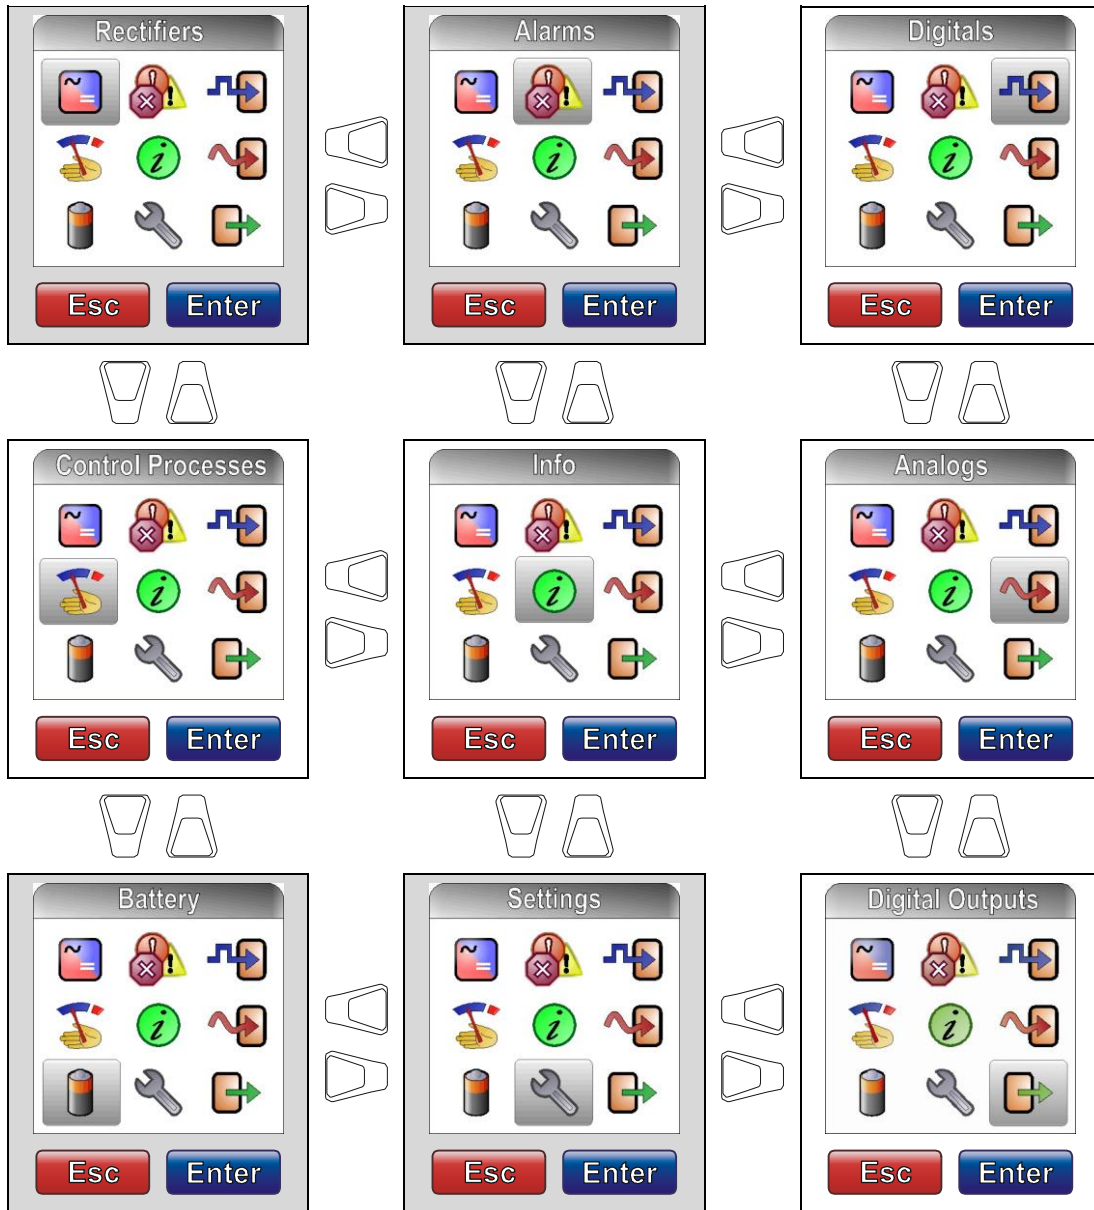 Rectifiers
Esc Enter
Alarms
Esc Enter
Digitals
Esc Enter
Control Processes
Esc Enter
Info
Esc Enter
Analogs
Esc Enter
Battery
Esc Enter
Settings
Esc Enter
Digital Outputs
Esc Enter